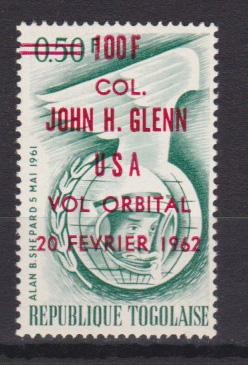 0.50 F 100F
COL.
JOHN H. GLENN
USA
VOL ORBITAL
20 FEVRIER 1962
ALAN B. SHEPARD 5 MAI 1961
REPUBLIQUE TOGOLAISE